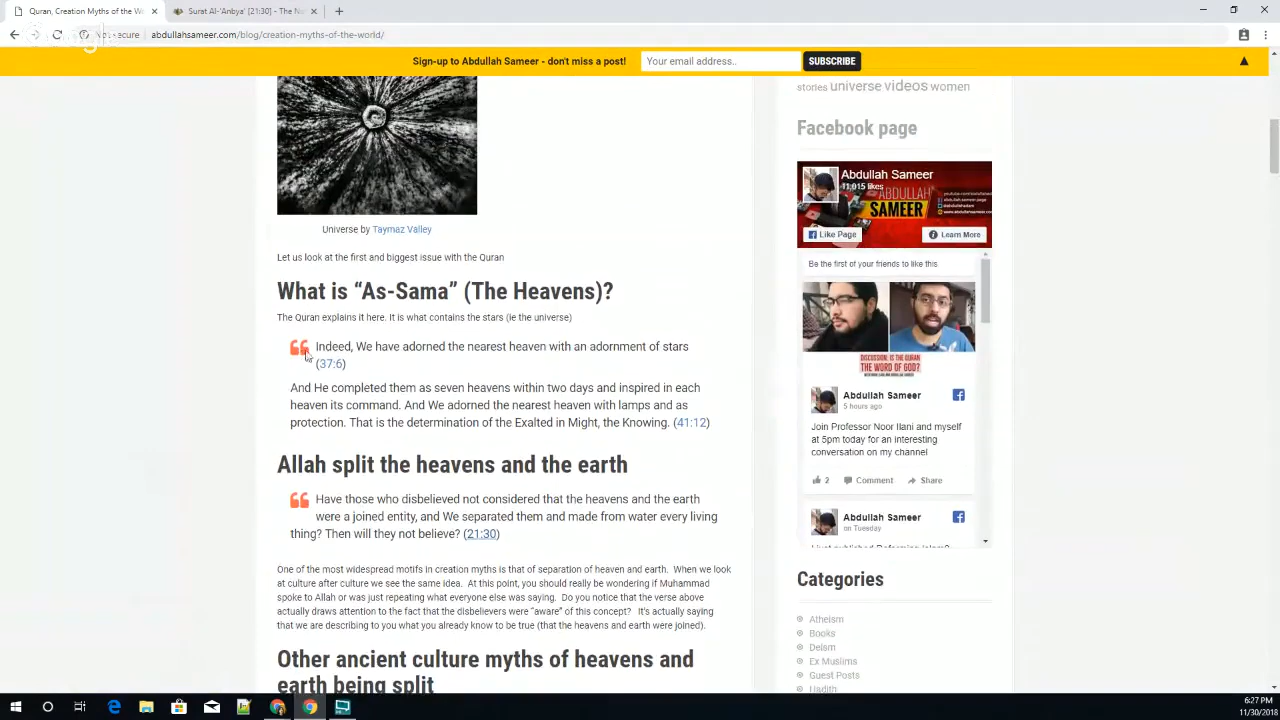 Quran, Creation Myths of the W
Surat Al-'Anbya' [21:30] - The N
abdullahsameer.com/blog/creation-myths-of-the-world/
Sign-up to Abdullah Sameer - don't miss a post!
Your email address..
SUBSCRIBE
Universe by Taymaz Valley
Let us look at the first and biggest issue with the Quran
What is “As-Sama” (The Heavens)?
The Quran explains it here. It is what contains the stars (ie the universe)
Indeed, We have adorned the nearest heaven with an adornment of stars
(37:6)
And He completed them as seven heavens within two days and inspired in each
heaven its command. And We adorned the nearest heaven with lamps and as
protection. That is the determination of the Exalted in Might, the Knowing. (41:12)
Allah split the heavens and the earth
Have those who disbelieved not considered that the heavens and the earth
were a joined entity, and We separated them and made from water every living
thing? Then will they not believe? (21:30)
One of the most widespread motifs in creation myths is that of separation of heaven and earth. When we
look at culture after culture we see the same idea. At this point, you should really be wondering if Muhammad
spoke to Allah or was just repeating what everyone else was saying. Do you notice that the verse above
actually draws attention to the fact that the disbelievers were “aware” of this concept? It's actually saying
that we are describing to you what you already know to be true (that the heavens and earth were joined).
Other ancient culture myths of heavens and
earth being split
stories universe videos women
Facebook page
Abdullah Sameer
11,015 likes
ABDULLAH
SAMEER
Like Page
Learn More
Be the first of your friends to like this
DISCUSSION: IS THE QURAN
THE WORD OF GOD?
Abdullah Sameer
5 hours ago
Join Professor Noor Ilani and myself
at 5pm today for an interesting
conversation on my channel
2
Comment
Share
Abdullah Sameer
on Tuesday
I just published Reforming Islam?
Categories
Atheism
Books
Deism
Ex Muslims
Guest Posts
Hadith
6:27 PM
11/30/2018